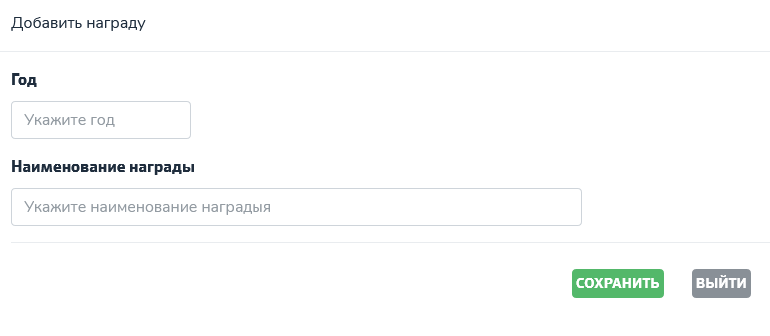 Добавить награду
Год
Укажите год
Наименование награды
Укажите наименование наградыя
СОХРАНИТЬ ВЫЙТИ